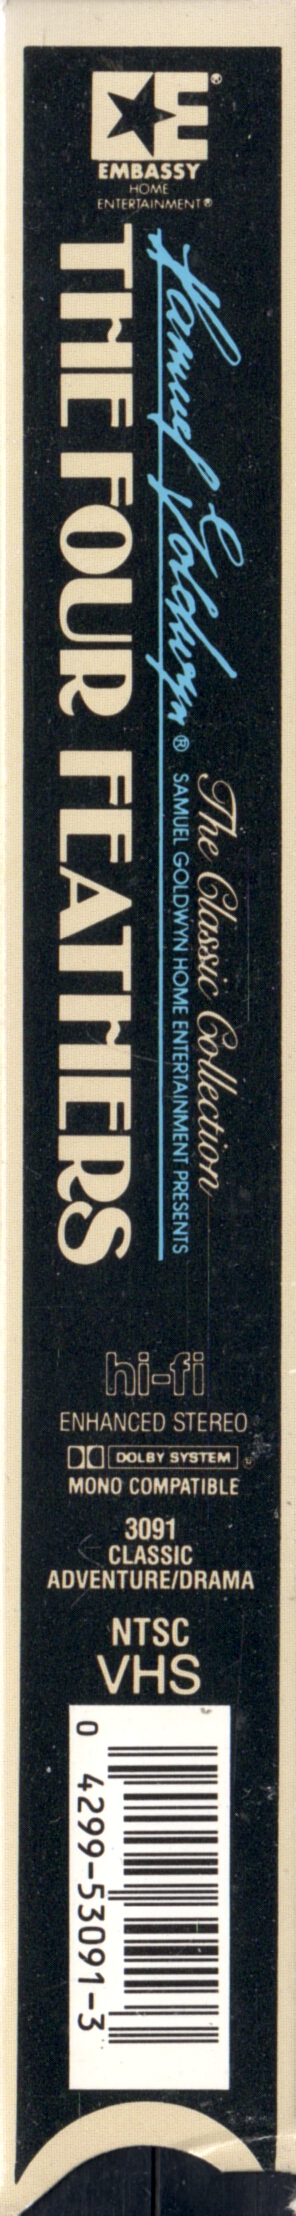 E®
EMBASSY
HOME
ENTERTAINMENT®
Samuel Goldwyn®
The Classic Collection
SAMUEL GOLDWYN HOME ENTERTAINMENT PRESENTS
THE FOUR FEATHERS
hi-fi
ENHANCED STEREO
DOLBY SYSTEM®
MONO COMPATIBLE
3091
CLASSIC
ADVENTURE/DRAMA
NTSC
VHS
0 4299-53091-3